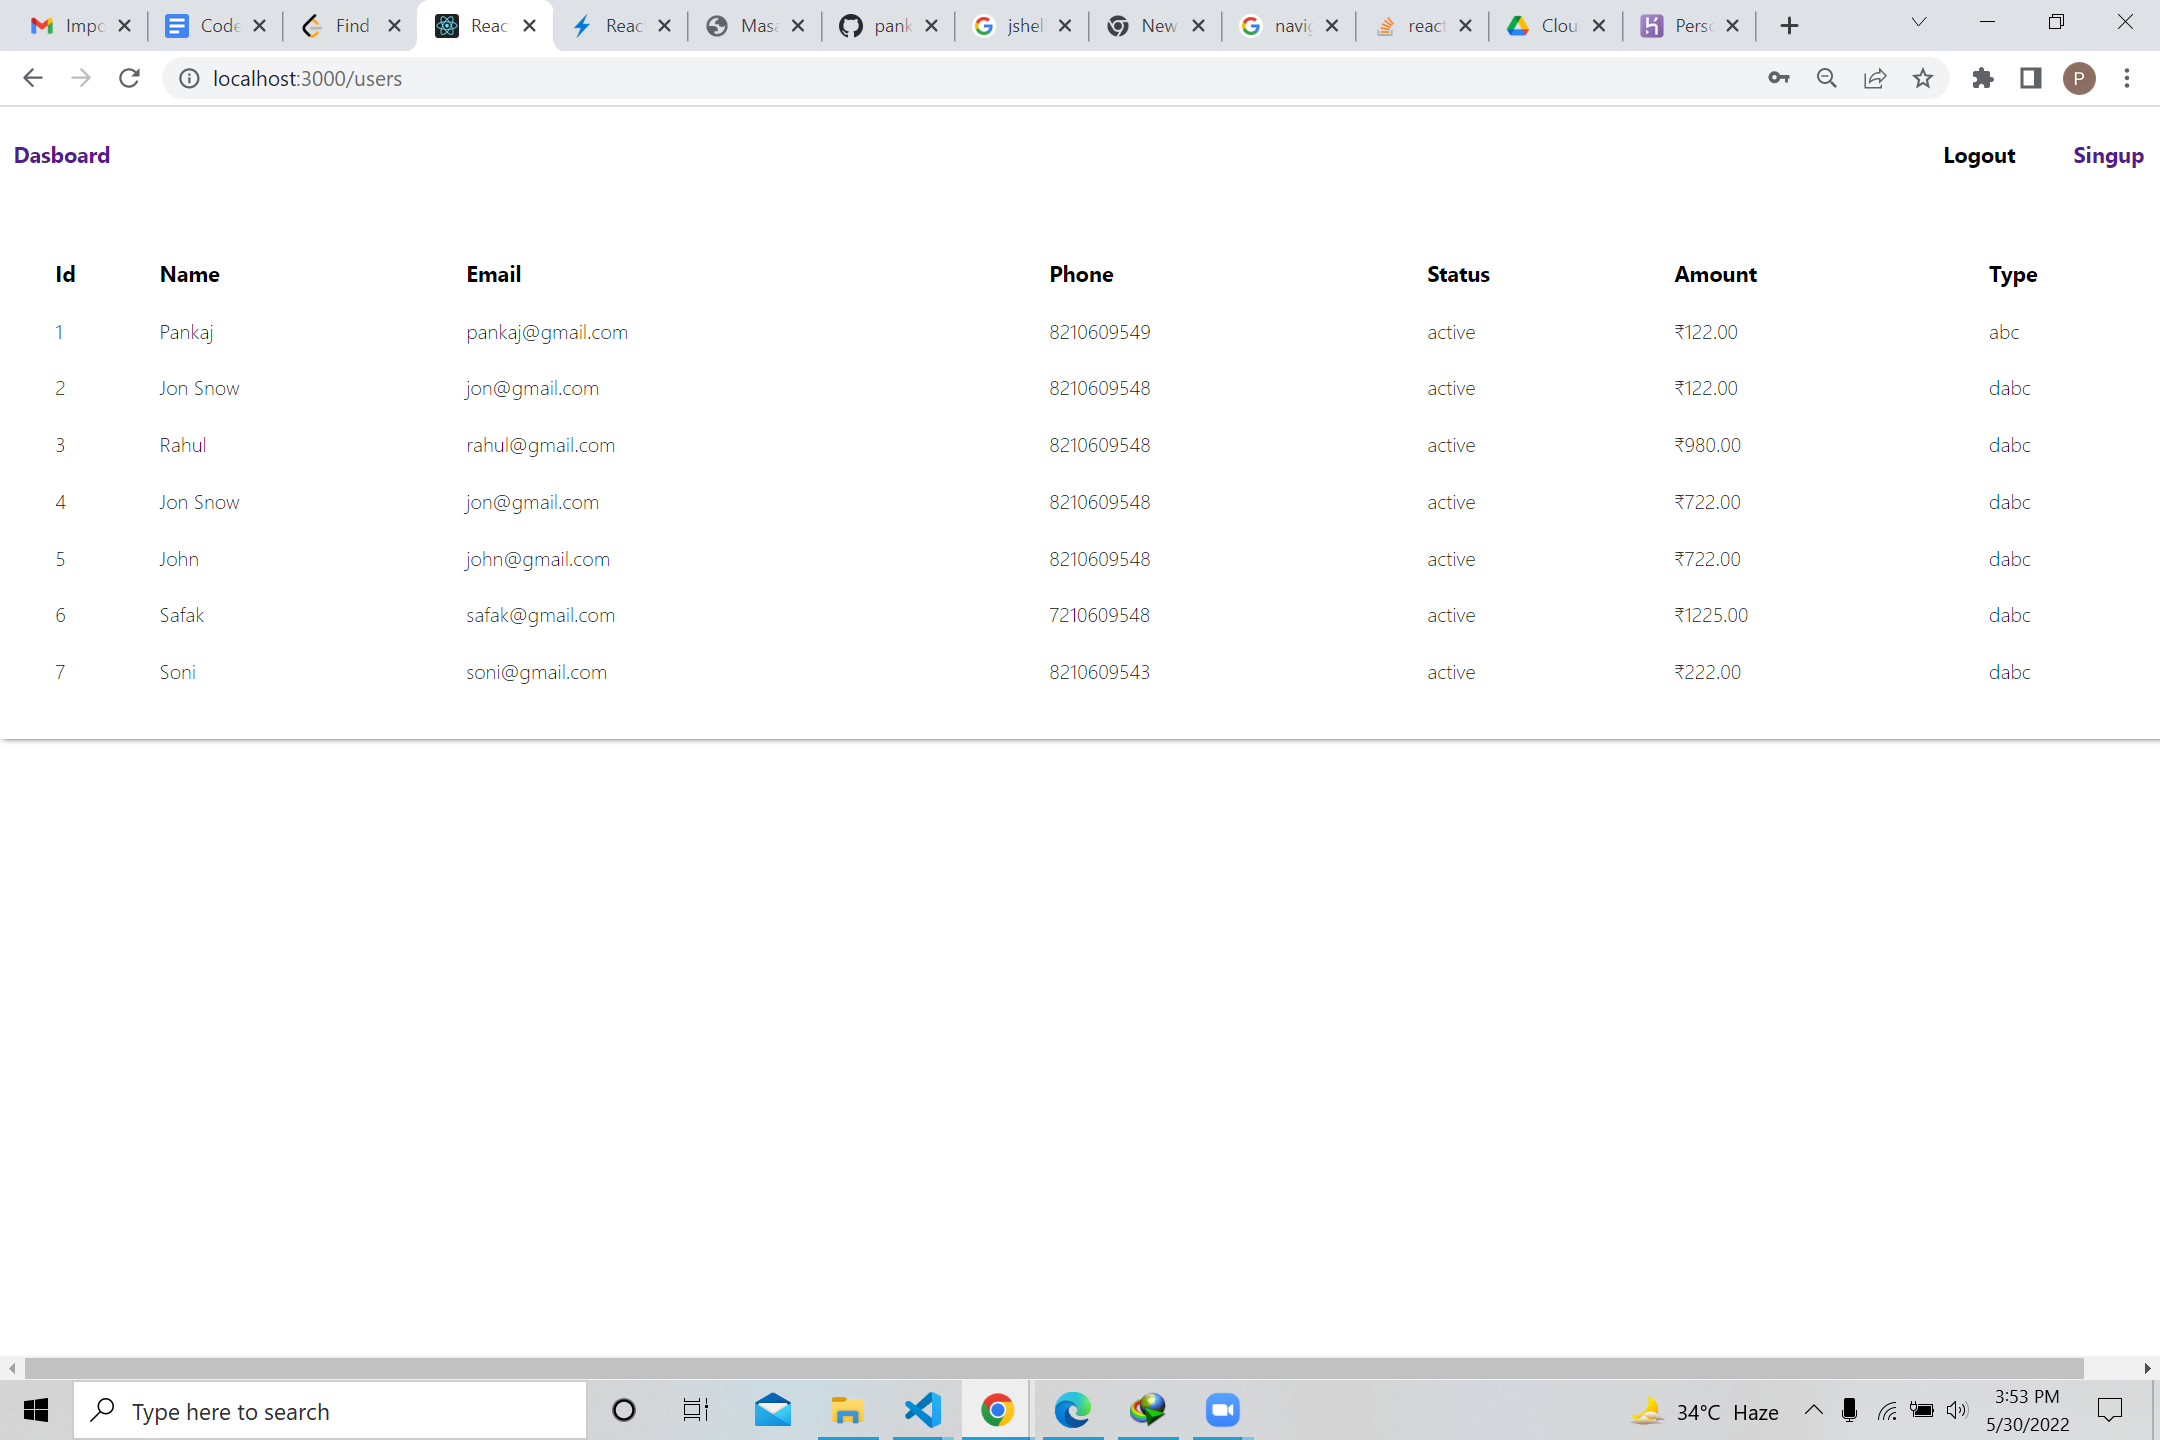 Impo Code Find Reac Reac Masa pank jshel New navig react Clou Perso
localhost:3000/users
P
Dasboard Logout Singup
Id Name Email Phone Status Amount Type
1 Pankaj pankaj@gmail.com 8210609549 active ₹122.00 abc
2 Jon Snow jon@gmail.com 8210609548 active ₹122.00 dabc
3 Rahul rahul@gmail.com 8210609548 active ₹980.00 dabc
4 Jon Snow jon@gmail.com 8210609548 active ₹722.00 dabc
5 John john@gmail.com 8210609548 active ₹722.00 dabc
6 Safak safak@gmail.com 7210609548 active ₹1225.00 dabc
7 Soni soni@gmail.com 8210609543 active ₹222.00 dabc
Type here to search
34°C Haze
3:53 PM
5/30/2022